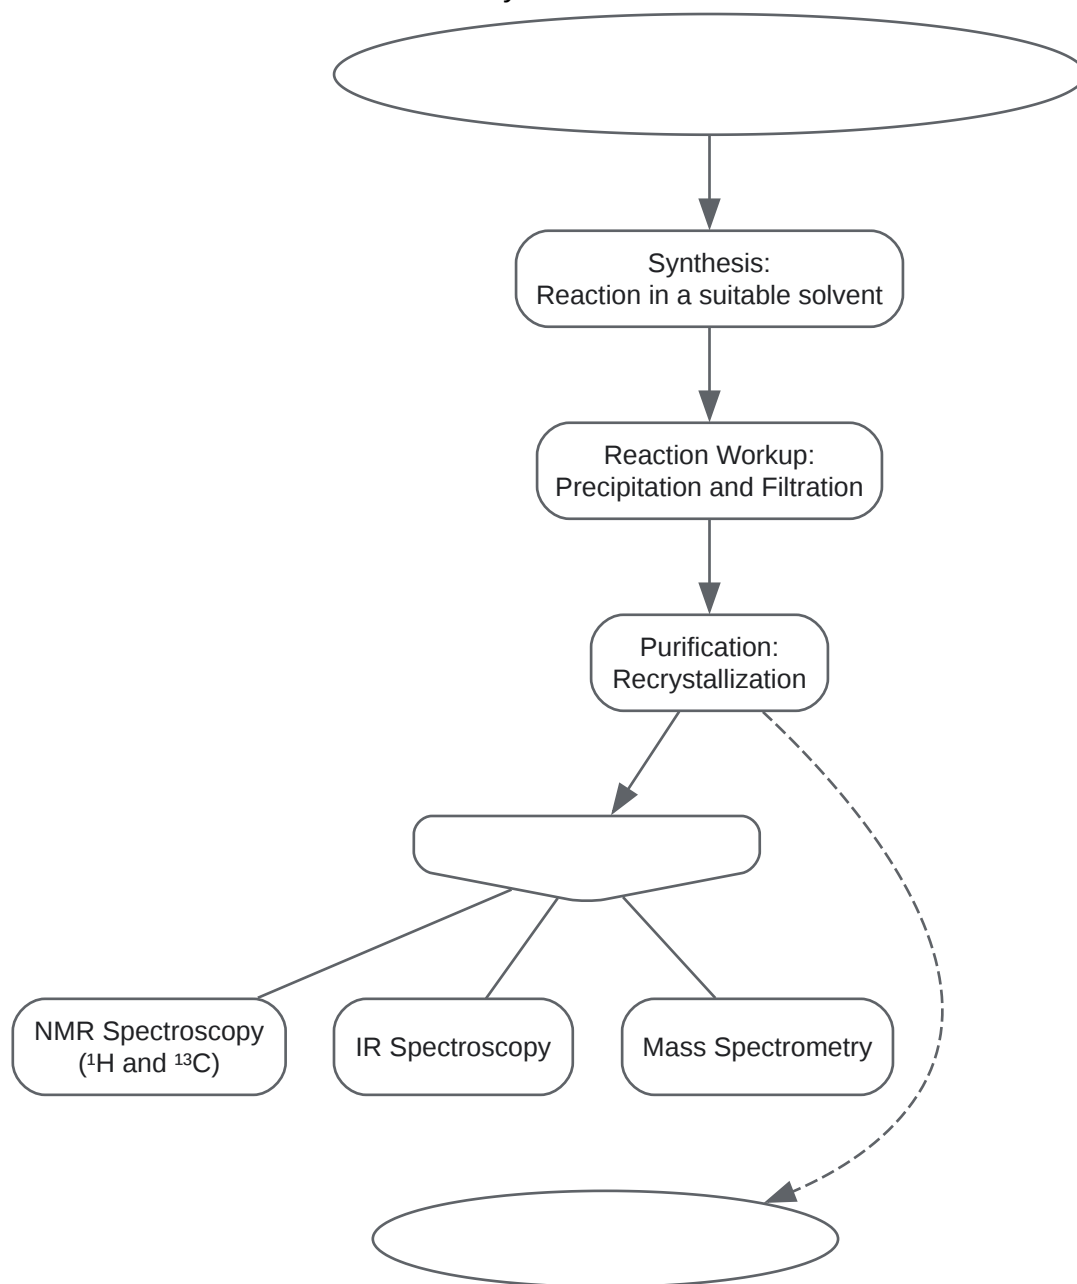 Synthesis:
Reaction in a suitable solvent
Reaction Workup:
Precipitation and Filtration
Purification:
Recrystallization
NMR Spectroscopy
(¹H and ¹³C)
IR Spectroscopy
Mass Spectrometry